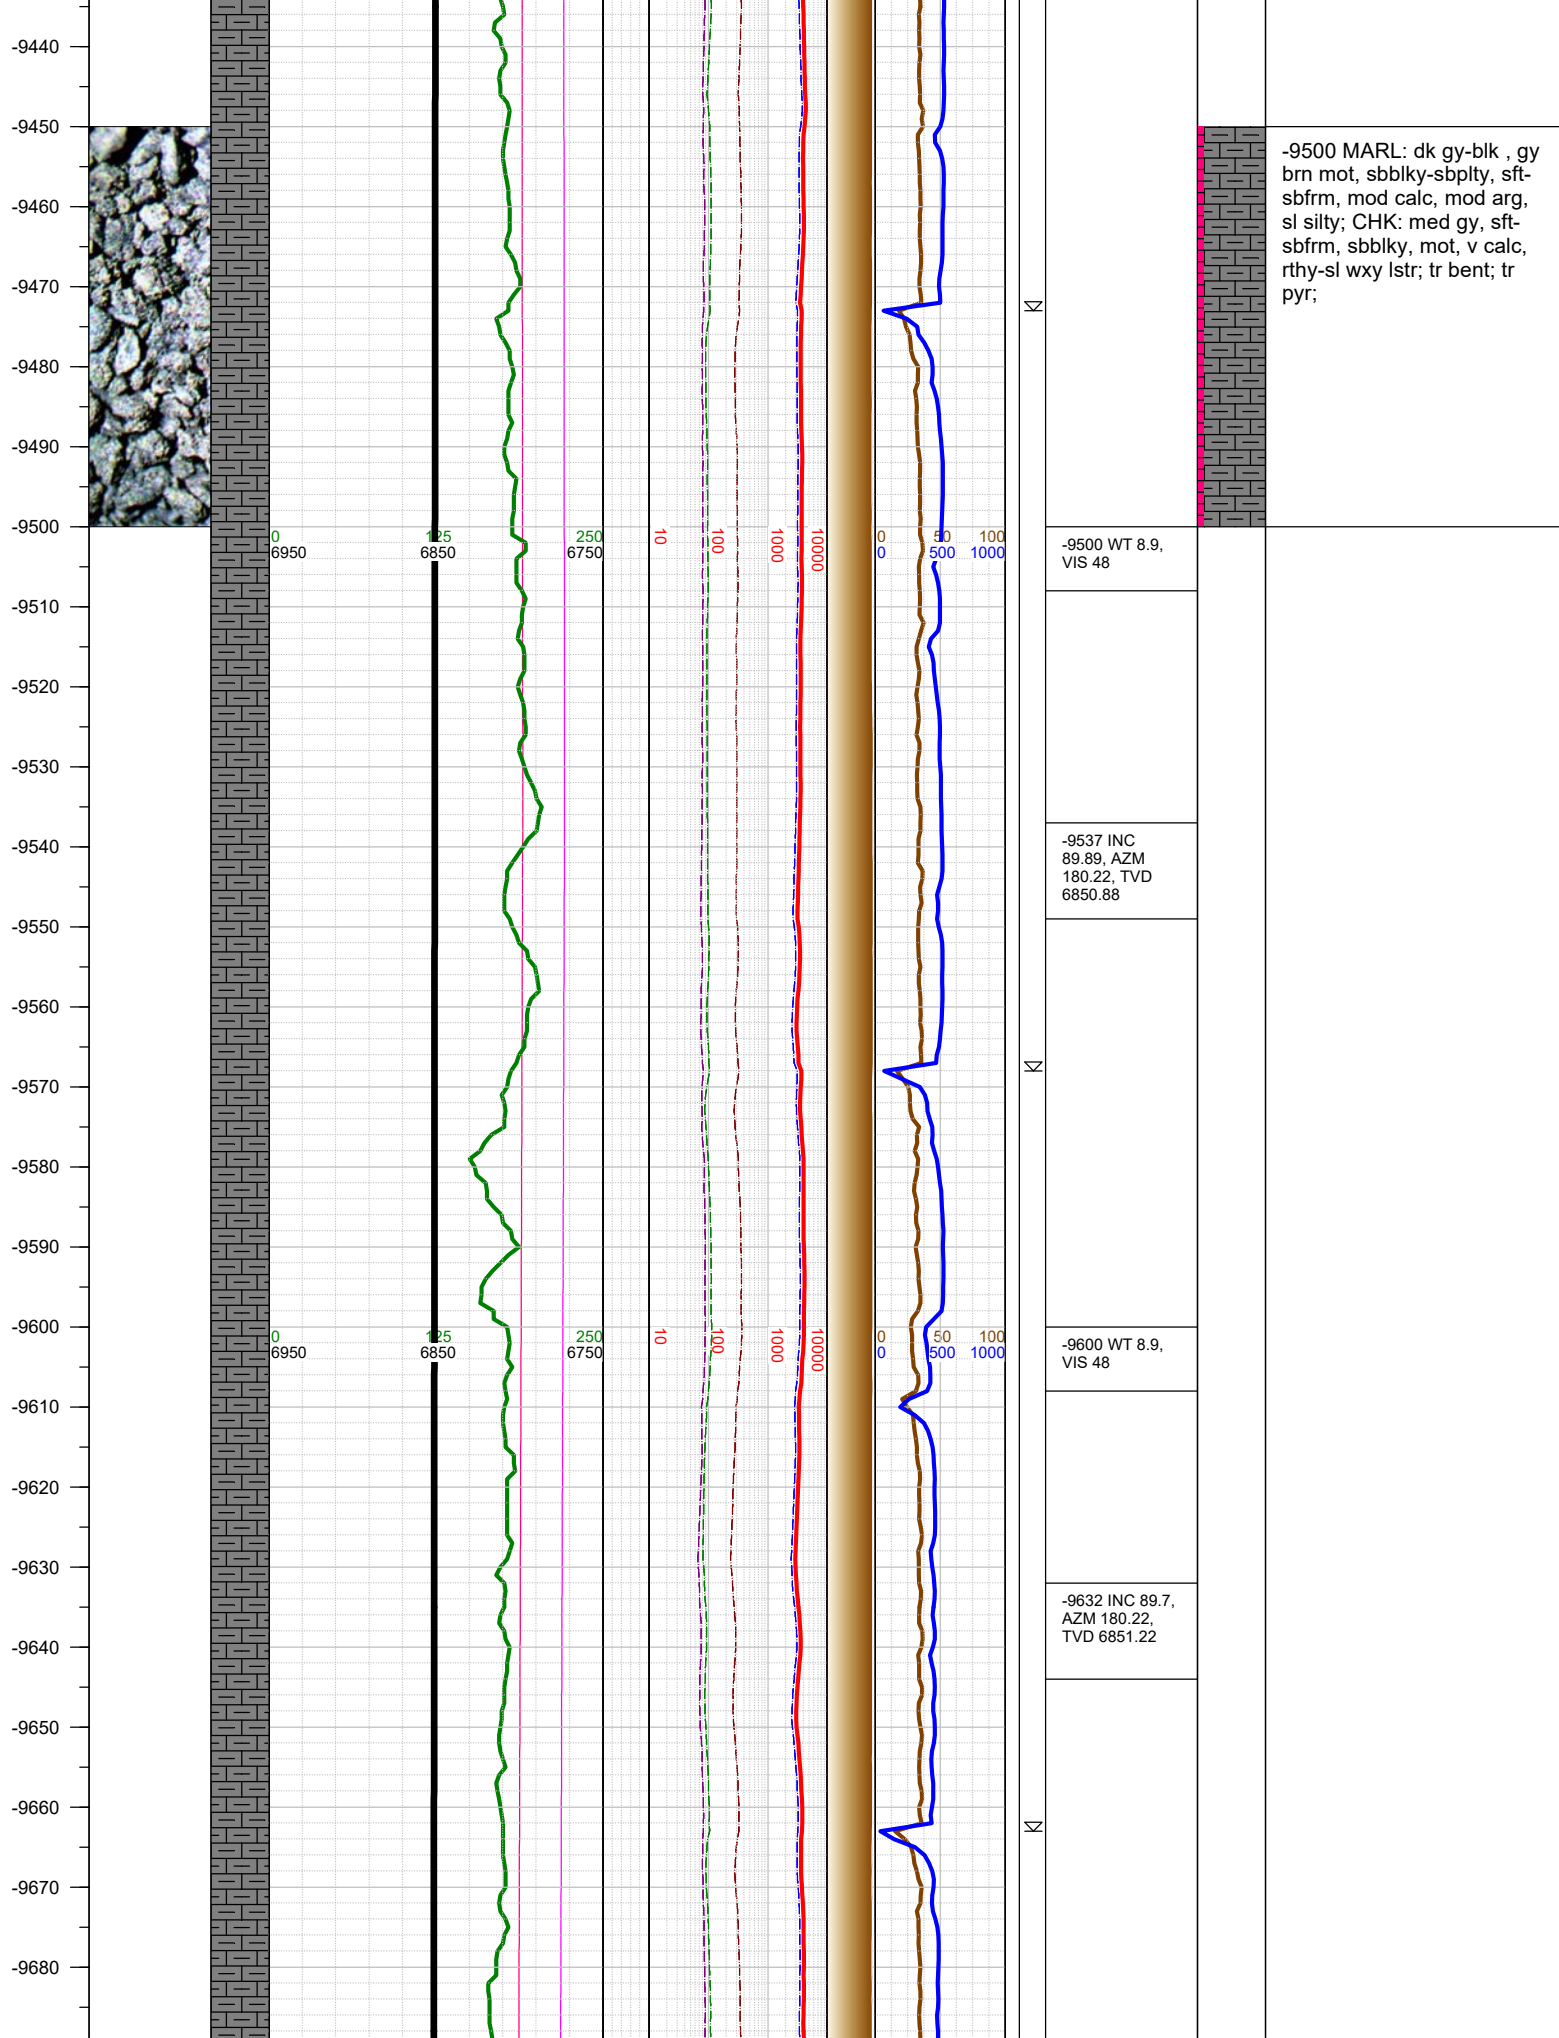 -9440
-9450
-9500 MARL: dk gy-blk , gy
brn mot, sbblky-sbplty, sft-
sbfrm, mod calc, mod arg,
sl silty; CHK: med gy, sft-
sbfrm, sbblky, mot, v calc,
rthy-sl wxy lstr; tr bent; tr
pyr;
-9460
-9470
-9480
-9490
-9500
0 125 250 10 100 1000 10000 0 50 100
6950 6850 6750 0 500 1000
-9500 WT 8.9,
VIS 48
-9510
-9520
-9530
-9537 INC
89.89, AZM
180.22, TVD
6850.88
-9540
-9550
-9560
-9570
-9580
-9590
-9600
0 125 250 10 100 1000 10000 0 50 100
6950 6850 6750 0 500 1000
-9600 WT 8.9,
VIS 48
-9610
-9620
-9630
-9632 INC 89.7,
AZM 180.22,
TVD 6851.22
-9640
-9650
-9660
-9670
-9680